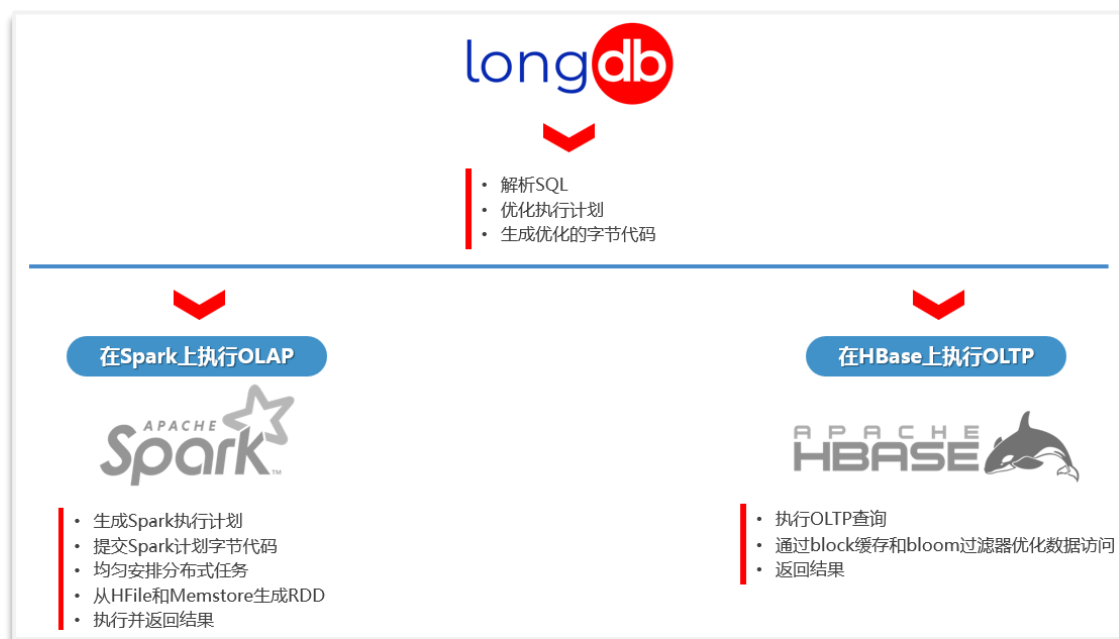 longdb
• 解析SQL
• 优化执行计划
• 生成优化的字节代码
在Spark上执行OLAP
APACHE
Spark™
• 生成Spark执行计划
• 提交Spark计划字节代码
• 均匀安排分布式任务
• 从HFile和Memstore生成RDD
• 执行并返回结果
在HBase上执行OLTP
APACHE
HBASE
• 执行OLTP查询
• 通过block缓存和bloom过滤器优化数据访问
• 返回结果